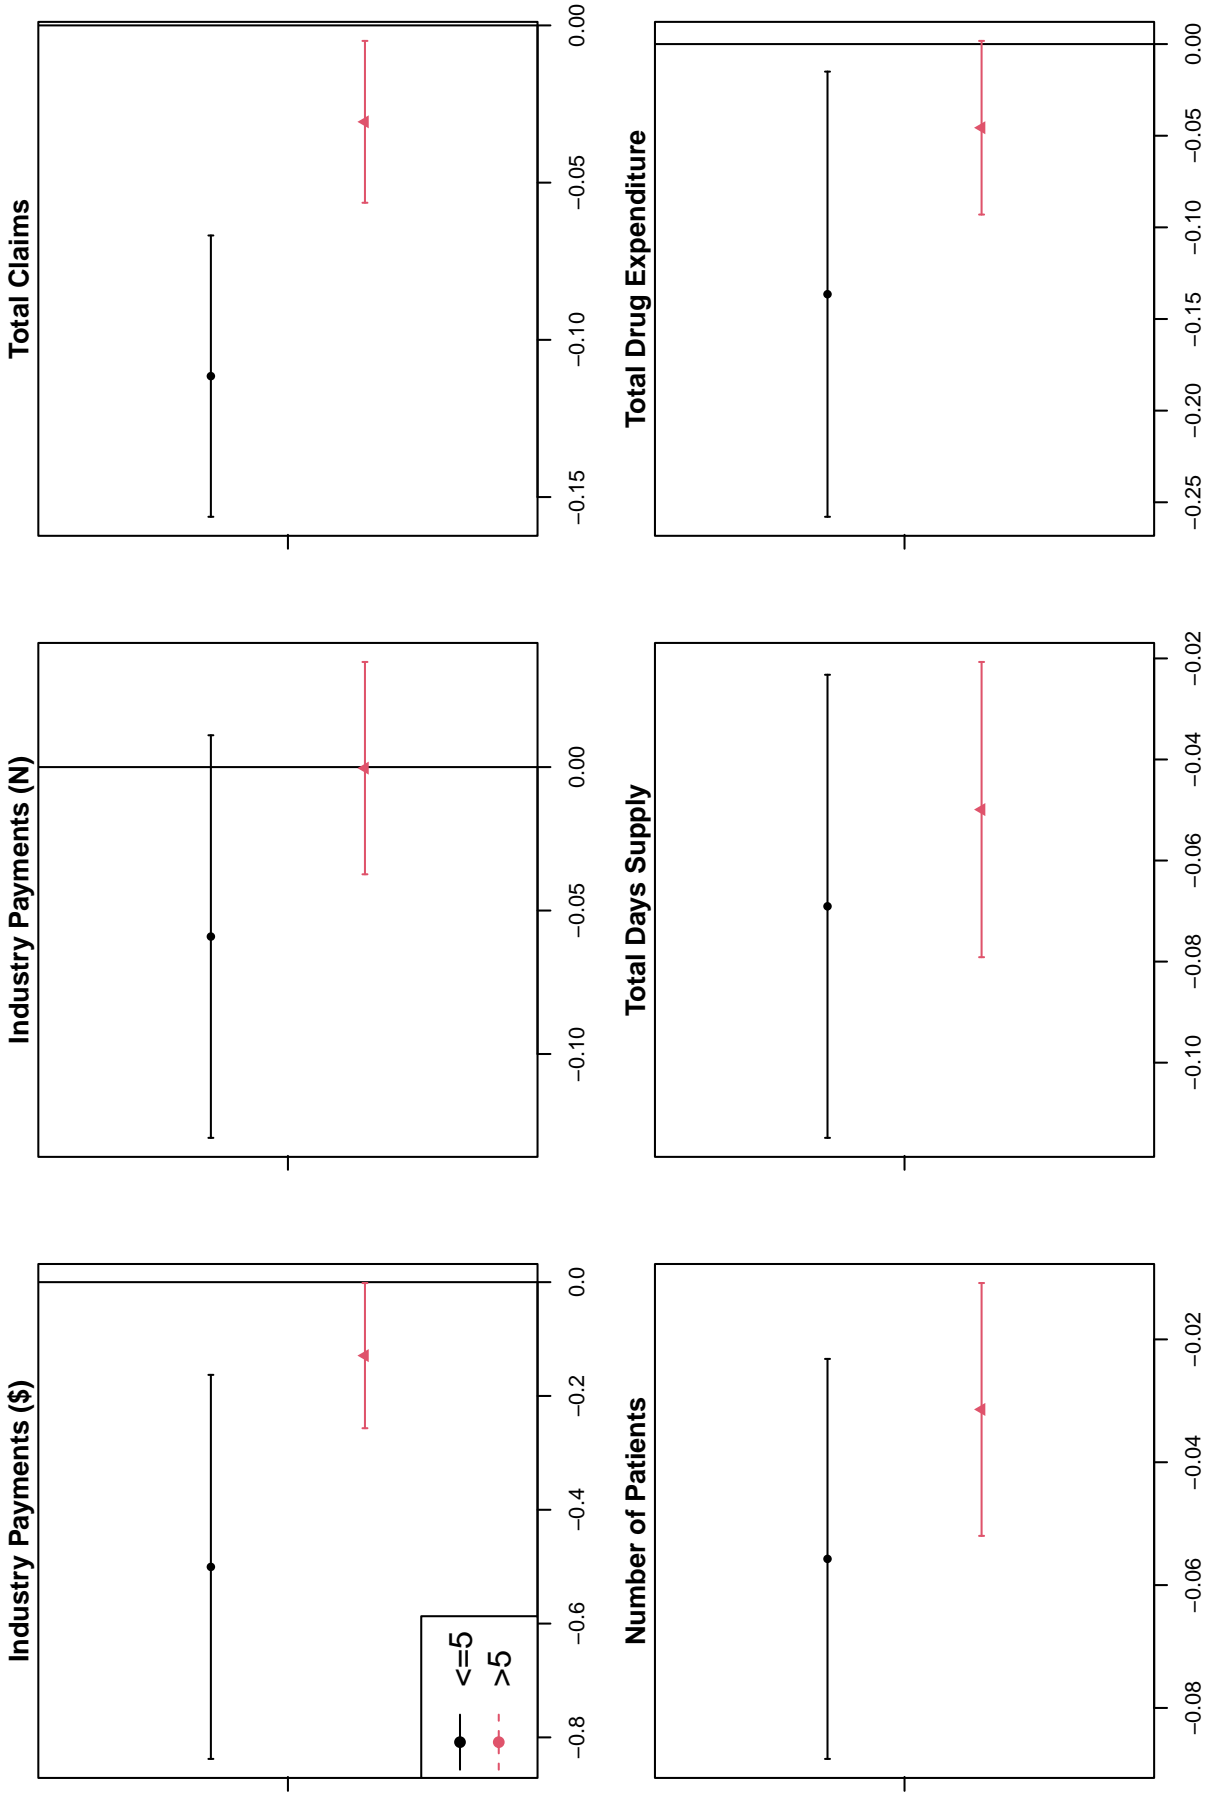 Industry Payments ($)
<=5
>5
−0.8 −0.6 −0.4 −0.2 0.0
Industry Payments (N)
−0.10 −0.05 0.00
Total Claims
−0.15 −0.10 −0.05 0.00
Number of Patients
−0.08 −0.06 −0.04 −0.02
Total Days Supply
−0.10 −0.08 −0.06 −0.04 −0.02
Total Drug Expenditure
−0.25 −0.20 −0.15 −0.10 −0.05 0.00